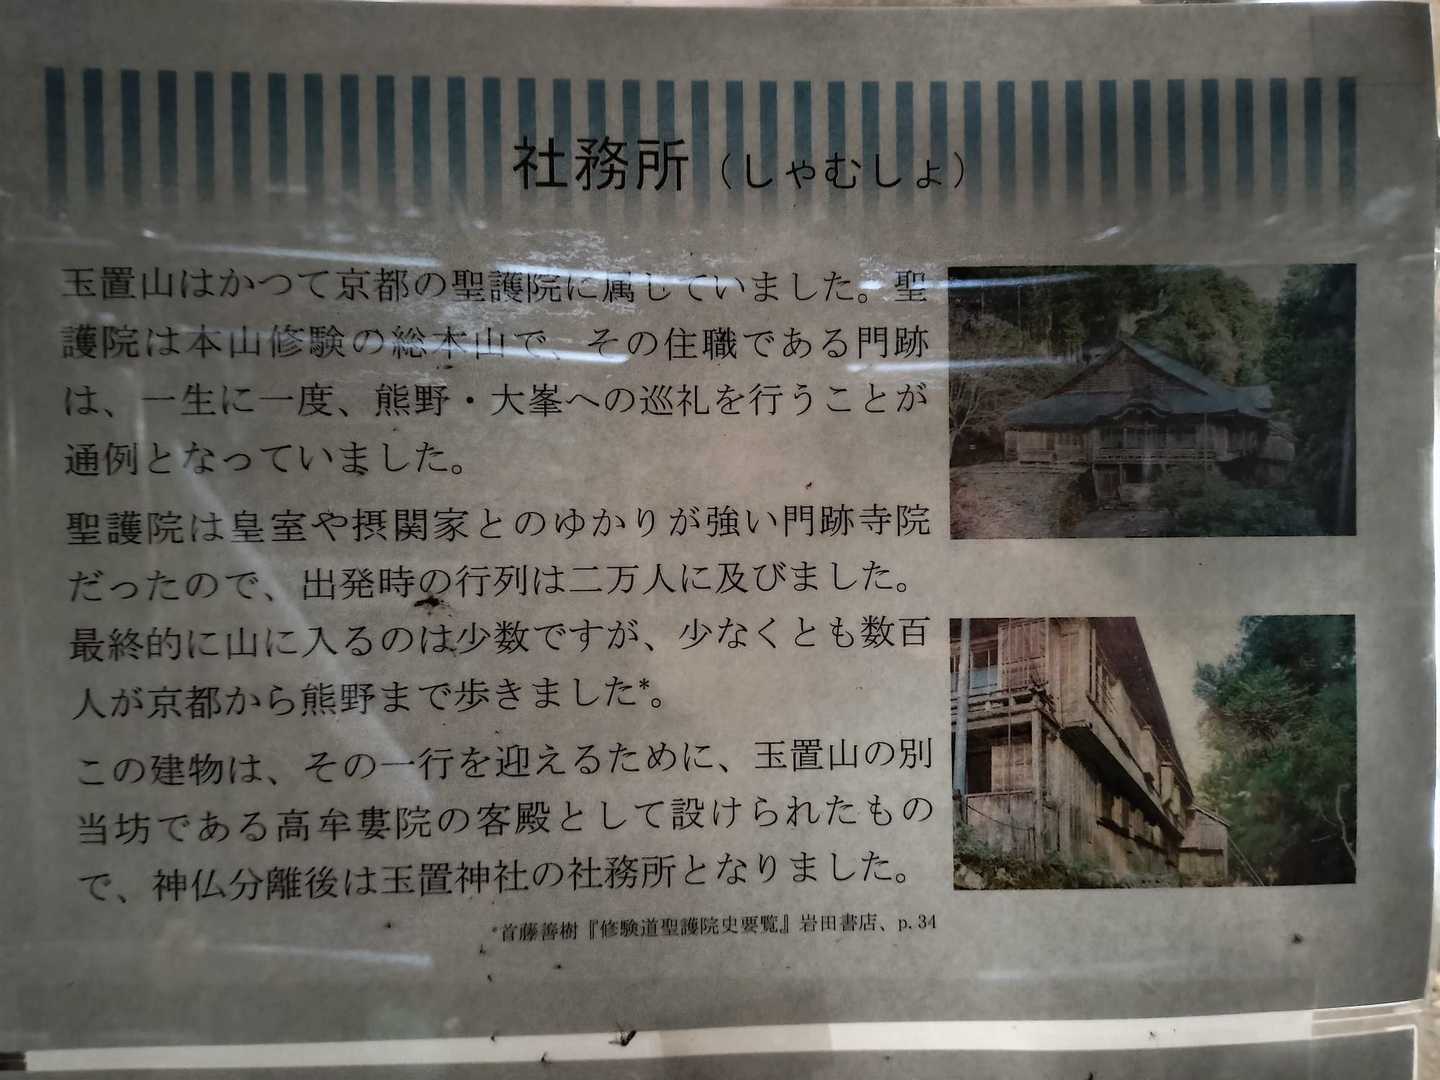 社務所（しゃむしょ）
玉置山はかつて京都の聖護院に属していました。聖
護院は本山修験の総本山で、その住職である門跡
は、一生に一度、熊野・大峯への巡礼を行うことが
通例となっていました。
聖護院は皇室や摂関家とのゆかりが強い門跡寺院
だったので、出発時の行列は二万人に及びました。
最終的に山に入るのは少数ですが、少なくとも数百
人が京都から熊野まで歩きました*。
この建物は、その一行を迎えるために、玉置山の別
当坊である高牟婁院の客殿として設けられたもの
で、神仏分離後は玉置神社の社務所となりました。
*首藤善樹『修験道聖護院史要覧』岩田書店、p.34